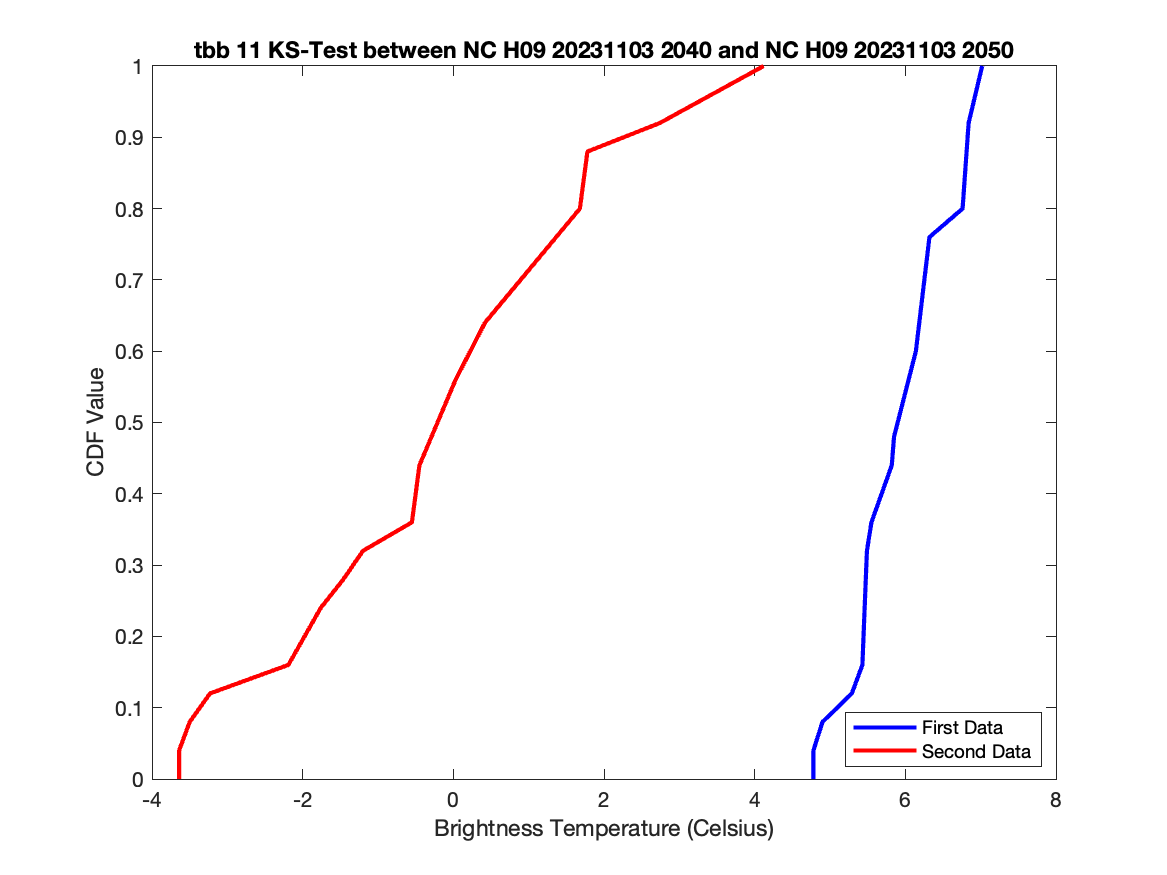 tbb 11 KS-Test between NC H09 20231103 2040 and NC H09 20231103 2050
1
0.9
0.8
0.7
0.6
0.5
0.4
0.3
0.2
0.1
0
CDF Value
First Data
Second Data
-4 -2 0 2 4 6 8
Brightness Temperature (Celsius)